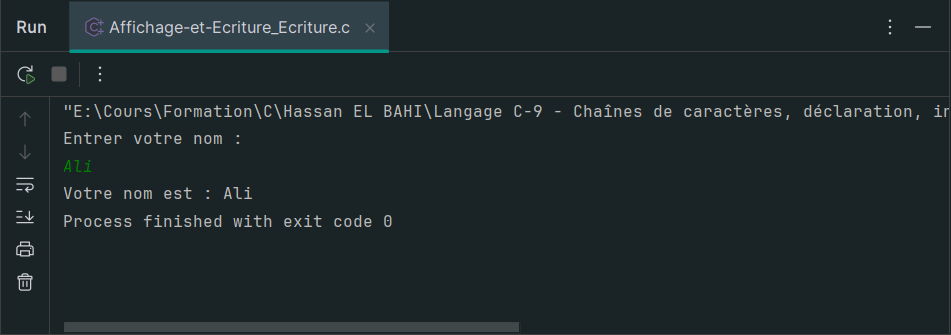 Run Affichage-et-Ecriture_Ecriture.c
"E:\Cours\Formation\C\Hassan EL BAHI\Langage C-9 - Chaînes de caractères, déclaration, in
Entrer votre nom :
Ali
Votre nom est : Ali
Process finished with exit code 0